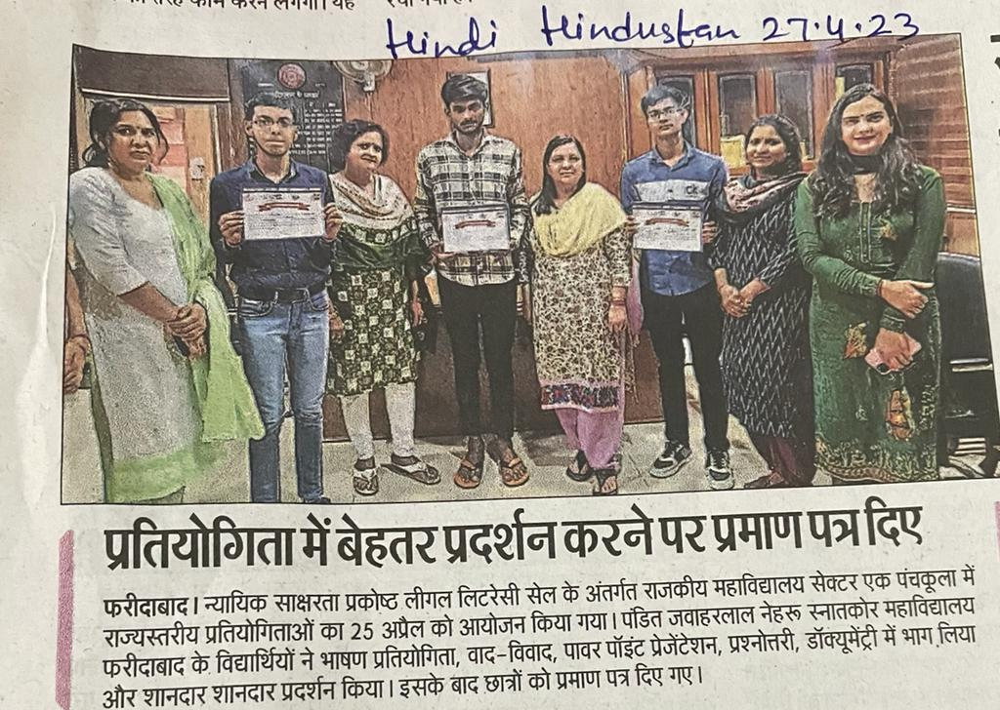 Hindi Hindustan 27.4.23
प्रतियोगिता में बेहतर प्रदर्शन करने पर प्रमाण पत्र दिए
फरीदाबाद। न्यायिक साक्षरता प्रकोष्ट लीगल लिटरेसी सेल के अंतर्गत राजकीय महाविद्यालय सेक्टर एक पंचकूला में
राज्यस्तरीय प्रतियोगिताओं का 25 अप्रैल को आयोजन किया गया। पंडित जवाहरलाल नेहरू स्नातकोर महाविद्यालय
फरीदाबाद के विद्यार्थियों ने भाषण प्रतियोगिता, वाद-विवाद, पावर पॉइंट प्रेजेंटेशन, प्रश्नोत्तरी, डॉक्यूमेंट्री में भाग लिया
और शानदार शानदार प्रदर्शन किया। इसके बाद छात्रों को प्रमाण पत्र दिए गए।